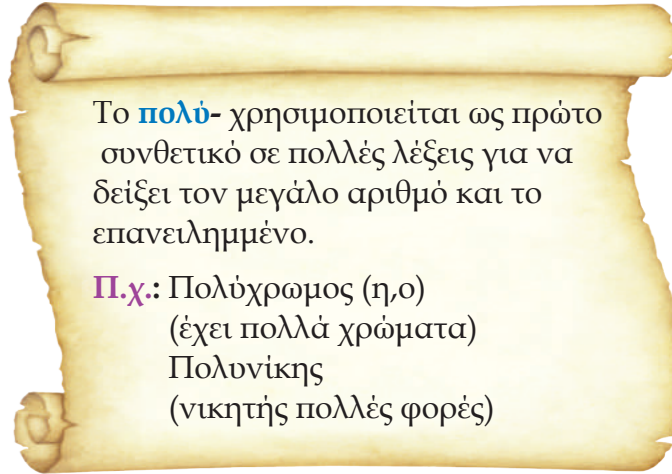 Το πολύ- χρησιμοποιείται ως πρώτο
συνθετικό σε πολλές λέξεις για να
δείξει τον μεγάλο αριθμό και το
επανειλημμένο.
Π.χ.: Πολύχρωμος (η,ο)
(έχει πολλά χρώματα)
Πολυνίκης
(νικητής πολλές φορές)